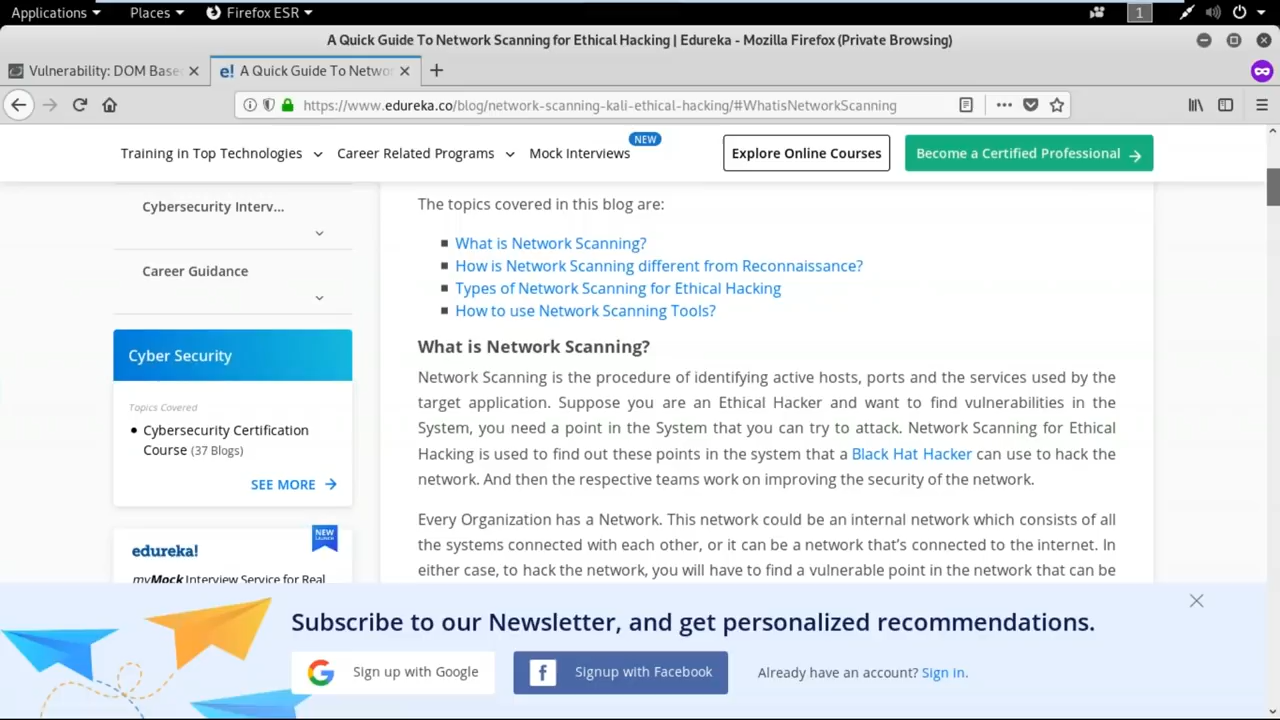 Applications
Places
Firefox ESR
1
A Quick Guide To Network Scanning for Ethical Hacking | Edureka - Mozilla Firefox (Private Browsing)
Vulnerability: DOM Base
e! A Quick Guide To Netwo
https://www.edureka.co/blog/network-scanning-kali-ethical-hacking/#WhatisNetworkScanning
Training in Top Technologies
Career Related Programs
Mock Interviews
NEW
Explore Online Courses
Become a Certified Professional
Cybersecurity Interv...
Career Guidance
Cyber Security
Topics Covered
Cybersecurity Certification
Course (37 Blogs)
SEE MORE
NEW
LAUNCH
edureka!
myMock Interview Service for Real
The topics covered in this blog are:
What is Network Scanning?
How is Network Scanning different from Reconnaissance?
Types of Network Scanning for Ethical Hacking
How to use Network Scanning Tools?
What is Network Scanning?
Network Scanning is the procedure of identifying active hosts, ports and the services used by the
target application. Suppose you are an Ethical Hacker and want to find vulnerabilities in the
System, you need a point in the System that you can try to attack. Network Scanning for Ethical
Hacking is used to find out these points in the system that a Black Hat Hacker can use to hack the
network. And then the respective teams work on improving the security of the network.
Every Organization has a Network. This network could be an internal network which consists of all
the systems connected with each other, or it can be a network that's connected to the internet. In
either case, to hack the network, you will have to find a vulnerable point in the network that can be
Subscribe to our Newsletter, and get personalized recommendations.
Sign up with Google
Signup with Facebook
Already have an account? Sign in.